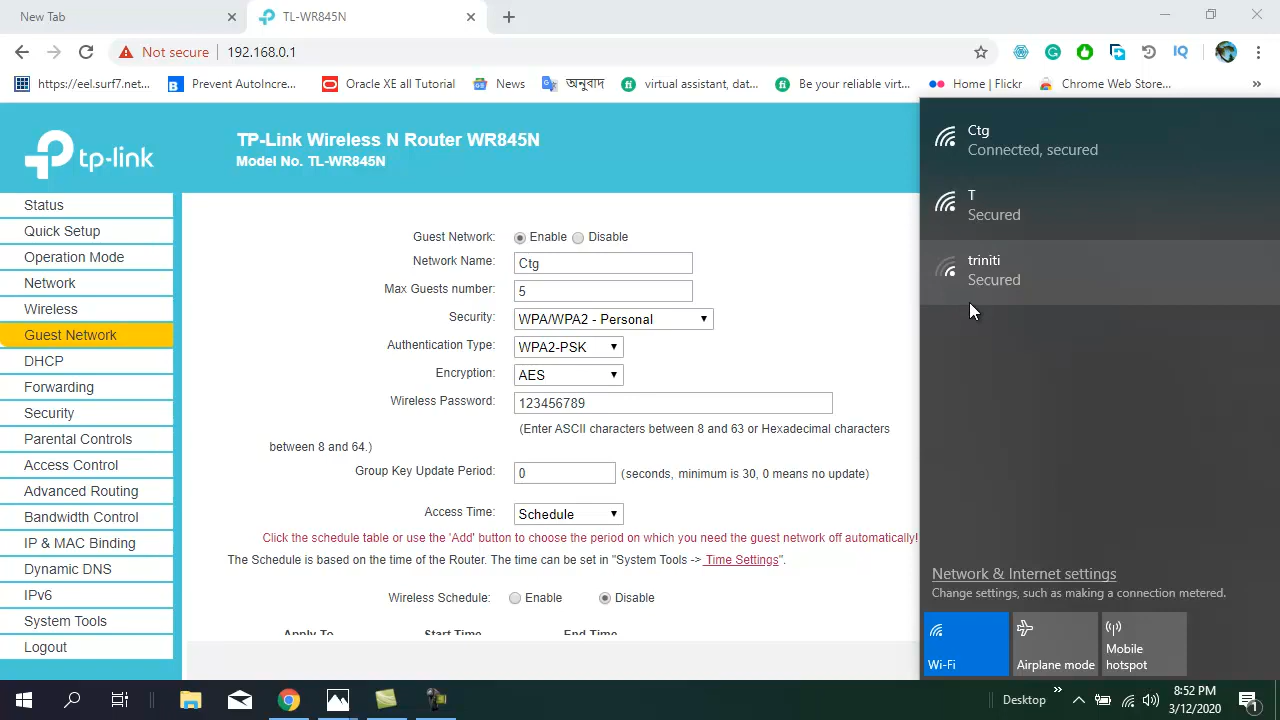 New Tab
TL-WR845N
Not secure
192.168.0.1
IQ
https://eel.surf7.net...
Prevent AutoIncre...
Oracle XE all Tutorial
News
অনুবাদ
virtual assistant, dat...
Be your reliable virt...
Home | Flickr
Chrome Web Store...
tp-link
TP-Link Wireless N Router WR845N
Model No. TL-WR845N
Status
Quick Setup
Operation Mode
Network
Wireless
Guest Network
DHCP
Forwarding
Security
Parental Controls
Access Control
Advanced Routing
Bandwidth Control
IP & MAC Binding
Dynamic DNS
IPv6
System Tools
Logout
Guest Network: Enable Disable
Network Name: Ctg
Max Guests number: 5
Security: WPA/WPA2 - Personal
Authentication Type: WPA2-PSK
Encryption: AES
Wireless Password: 123456789
(Enter ASCII characters between 8 and 63 or Hexadecimal characters
between 8 and 64.)
Group Key Update Period: 0 (seconds, minimum is 30, 0 means no update)
Access Time: Schedule
Click the schedule table or use the 'Add' button to choose the period on which you need the guest network off automatically!
The Schedule is based on the time of the Router. The time can be set in "System Tools -> Time Settings".
Wireless Schedule: Enable Disable
Apply To Start Time End Time
Ctg
Connected, secured
T
Secured
triniti
Secured
Network & Internet settings
Change settings, such as making a connection metered.
Wi-Fi
Airplane mode
Mobile
hotspot
Desktop
8:52 PM
3/12/2020
1